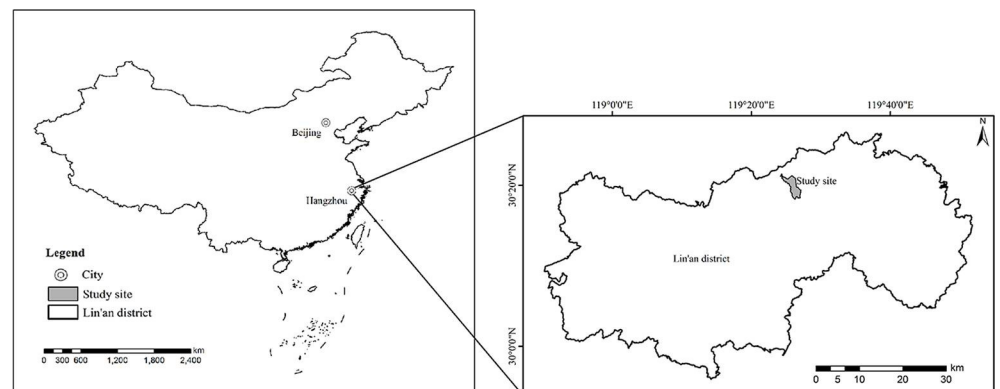 Beijing
Hangzhou
Legend
City
Study site
Lin'an district
km
0 300 600 1,200 1,800 2,400
119°0'0"E 119°20'0"E 119°40'0"E
N
30°20'0"N
Study site
Lin'an district
30°0'0"N
km
0 5 10 20 30